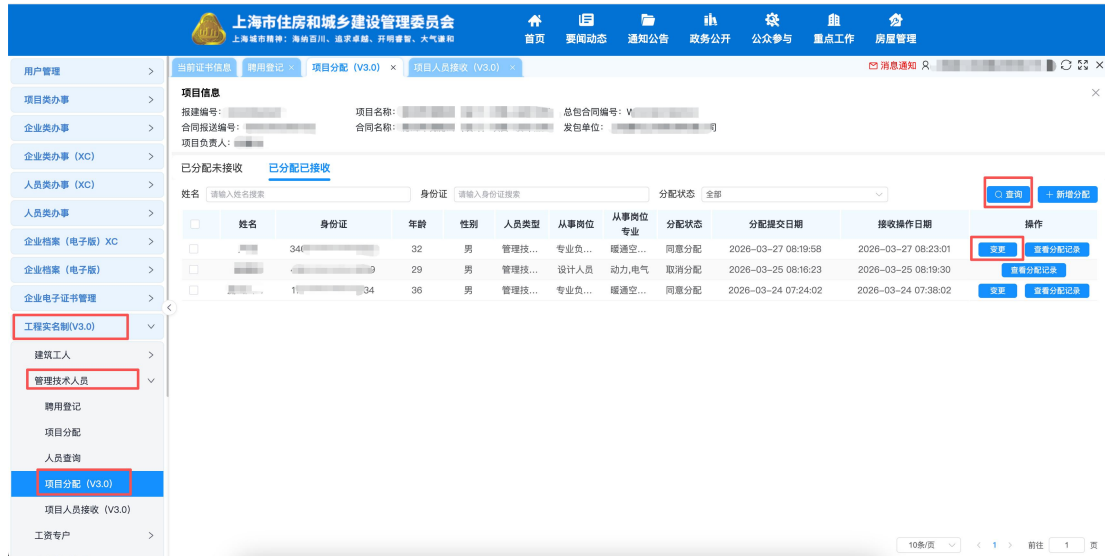 上海市住房和城乡建设管理委员会
上海城市精神：海纳百川、追求卓越、开明睿智、大气谦和
首页 要闻动态 通知公告 政务公开 公众参与 重点工作 房屋管理
用户管理
项目类办事
企业类办事
企业类办事（XC）
人员类办事（XC）
人员类办事
企业档案（电子版）XC
企业档案（电子版）
企业电子证书管理
工程实名制(V3.0)
建筑工人
管理技术人员
聘用登记
项目分配
人员查询
项目分配（V3.0）
项目人员接收（V3.0）
工资专户
当前证书信息 聘用登记 × 项目分配（V3.0） × 项目人员接收（V3.0） × 消息通知
项目信息
报建编号： 项目名称： 总包合同编号：W
合同报送编号： 合同名称： 发包单位： 司
项目负责人：
已分配未接收 已分配已接收
姓名 请输入姓名搜索 身份证 请输入身份证搜索 分配状态 全部 查询 + 新增分配
姓名 身份证 年龄 性别 人员类型 从事岗位 从事岗位专业 分配状态 分配提交日期 接收操作日期 操作
340 32 男 管理技... 专业负... 暖通空... 同意分配 2026-03-27 08:19:58 2026-03-27 08:23:01 变更 查看分配记录
9 29 男 管理技... 设计人员 动力,电气 取消分配 2026-03-25 08:16:23 2026-03-25 08:19:30 查看分配记录
1 34 36 男 管理技... 专业负... 暖通空... 同意分配 2026-03-24 07:24:02 2026-03-24 07:38:02 变更 查看分配记录
10条/页 1 前往 1 页